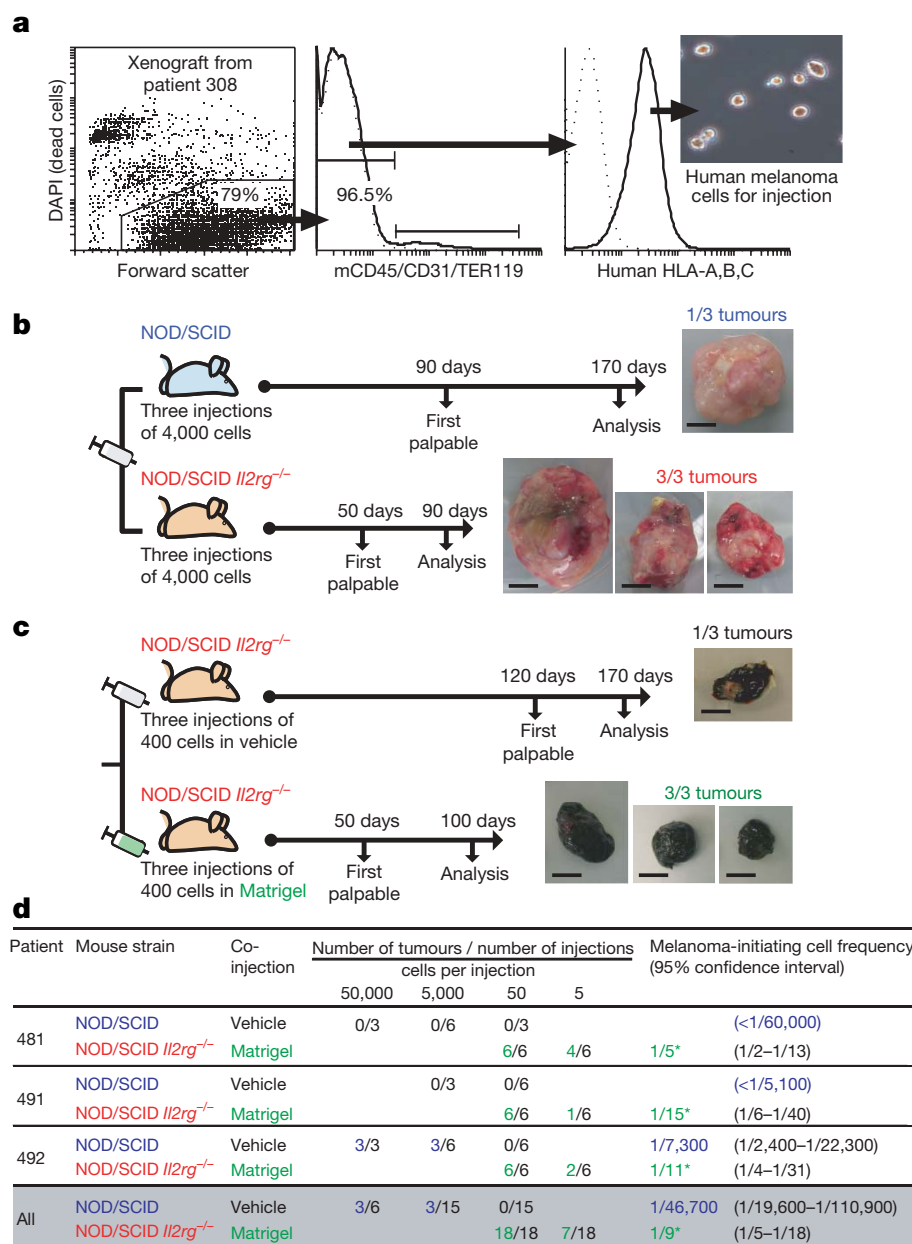 a
Xenograft from
patient 308
DAPI (dead cells)
79%
Forward scatter
96.5%
mCD45/CD31/TER119
Human HLA-A,B,C
Human melanoma
cells for injection
b
NOD/SCID
Three injections
of 4,000 cells
90 days
170 days
First
palpable
Analysis
1/3 tumours
NOD/SCID Il2rg–/–
Three injections
of 4,000 cells
50 days
90 days
First
palpable
Analysis
3/3 tumours
c
NOD/SCID Il2rg–/–
Three injections of
400 cells in vehicle
120 days
170 days
First
palpable
Analysis
1/3 tumours
NOD/SCID Il2rg–/–
Three injections of
400 cells in Matrigel
50 days
100 days
First
palpable
Analysis
3/3 tumours
d
Patient Mouse strain Co-injection Number of tumours / number of injections Melanoma-initiating cell frequency
cells per injection (95% confidence interval)
50,000 5,000 50 5
481 NOD/SCID Vehicle 0/3 0/6 0/3 (<1/60,000)
NOD/SCID Il2rg–/– Matrigel 6/6 4/6 1/5* (1/2–1/13)
491 NOD/SCID Vehicle 0/3 0/6 (<1/5,100)
NOD/SCID Il2rg–/– Matrigel 6/6 1/6 1/15* (1/6–1/40)
492 NOD/SCID Vehicle 3/3 3/6 0/6 1/7,300 (1/2,400–1/22,300)
NOD/SCID Il2rg–/– Matrigel 6/6 2/6 1/11* (1/4–1/31)
All NOD/SCID Vehicle 3/6 3/15 0/15 1/46,700 (1/19,600–1/110,900)
NOD/SCID Il2rg–/– Matrigel 18/18 7/18 1/9* (1/5–1/18)